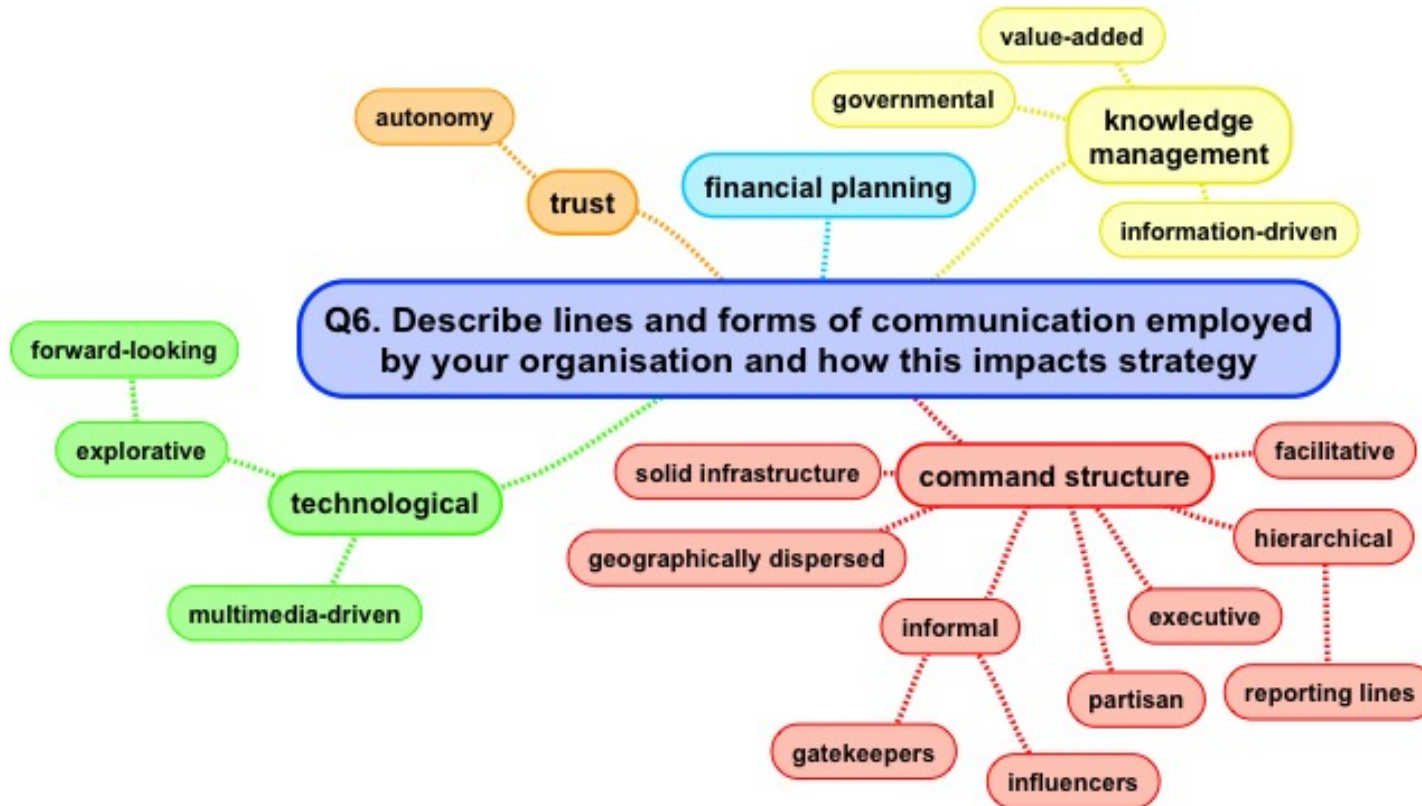 value-added
governmental
autonomy
knowledge
management
financial planning
trust
information-driven
Q6. Describe lines and forms of communication employed
by your organisation and how this impacts strategy
forward-looking
explorative
technological
multimedia-driven
solid infrastructure
command structure
facilitative
geographically dispersed
hierarchical
informal
executive
partisan
reporting lines
gatekeepers
influencers